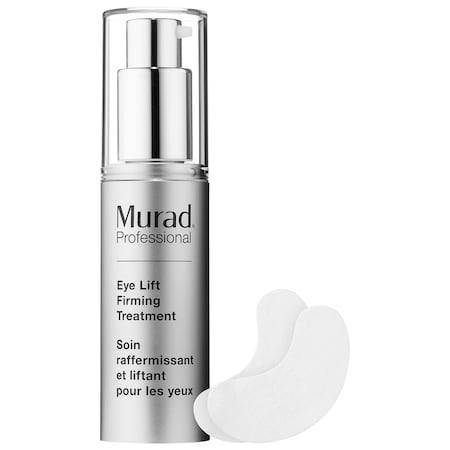 Murad.
Professional
Eye Lift
Firming
Treatment
Soin
raffermissant
et liftant
pour les yeux